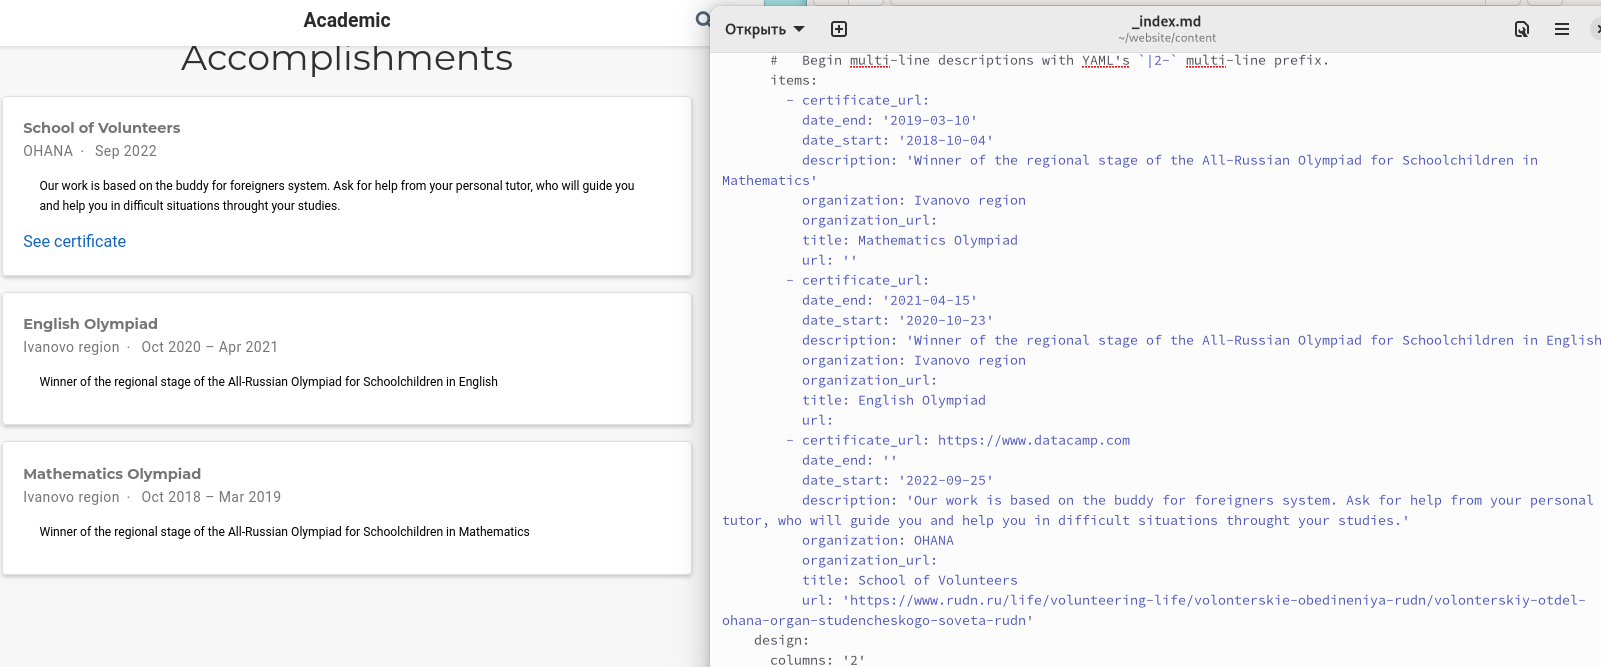 Academic
Accomplishments
School of Volunteers
OHANA · Sep 2022
Our work is based on the buddy for foreigners system. Ask for help from your personal tutor, who will guide you
and help you in difficult situations throught your studies.
See certificate
English Olympiad
Ivanovo region · Oct 2020 – Apr 2021
Winner of the regional stage of the All-Russian Olympiad for Schoolchildren in English
Mathematics Olympiad
Ivanovo region · Oct 2018 – Mar 2019
Winner of the regional stage of the All-Russian Olympiad for Schoolchildren in Mathematics
Открыть
_index.md
~/website/content
#   Begin multi-line descriptions with YAML's `|2-` multi-line prefix.
items:
- certificate_url:
date_end: '2019-03-10'
date_start: '2018-10-04'
description: 'Winner of the regional stage of the All-Russian Olympiad for Schoolchildren in
Mathematics'
organization: Ivanovo region
organization_url:
title: Mathematics Olympiad
url: ''
- certificate_url:
date_end: '2021-04-15'
date_start: '2020-10-23'
description: 'Winner of the regional stage of the All-Russian Olympiad for Schoolchildren in English
organization: Ivanovo region
organization_url:
title: English Olympiad
url:
- certificate_url: https://www.datacamp.com
date_end: ''
date_start: '2022-09-25'
description: 'Our work is based on the buddy for foreigners system. Ask for help from your personal
tutor, who will guide you and help you in difficult situations throught your studies.'
organization: OHANA
organization_url:
title: School of Volunteers
url: 'https://www.rudn.ru/life/volunteering-life/volonterskie-obedineniya-rudn/volonterskiy-otdel-
ohana-organ-studencheskogo-soveta-rudn'
design:
columns: '2'